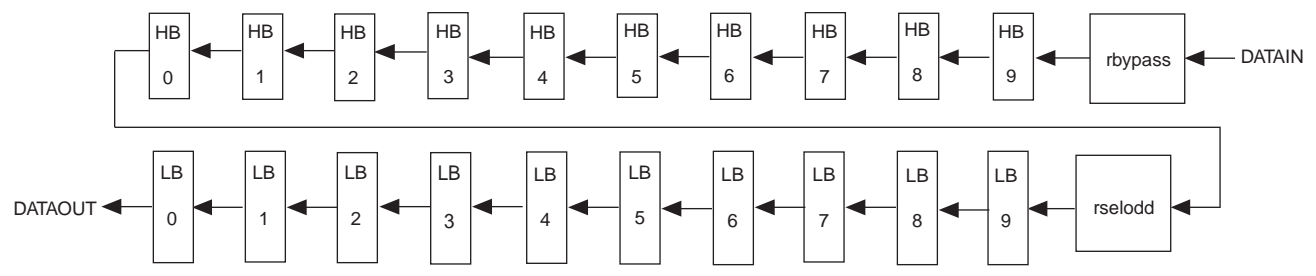 HB 0 HB 1 HB 2 HB 3 HB 4 HB 5 HB 6 HB 7 HB 8 HB 9 rbypass DATAIN
DATAOUT LB 0 LB 1 LB 2 LB 3 LB 4 LB 5 LB 6 LB 7 LB 8 LB 9 rselodd